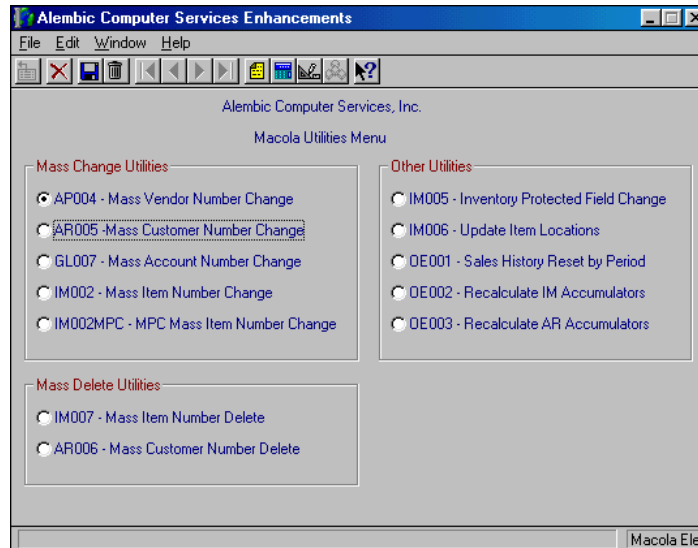 Alembic Computer Services Enhancements
File Edit Window Help
Alembic Computer Services, Inc.
Macola Utilities Menu
Mass Change Utilities
AP004 - Mass Vendor Number Change
AR005 -Mass Customer Number Change
GL007 - Mass Account Number Change
IM002 - Mass Item Number Change
IM002MPC - MPC Mass Item Number Change
Other Utilities
IM005 - Inventory Protected Field Change
IM006 - Update Item Locations
OE001 - Sales History Reset by Period
OE002 - Recalculate IM Accumulators
OE003 - Recalculate AR Accumulators
Mass Delete Utilities
IM007 - Mass Item Number Delete
AR006 - Mass Customer Number Delete
Macola Ele